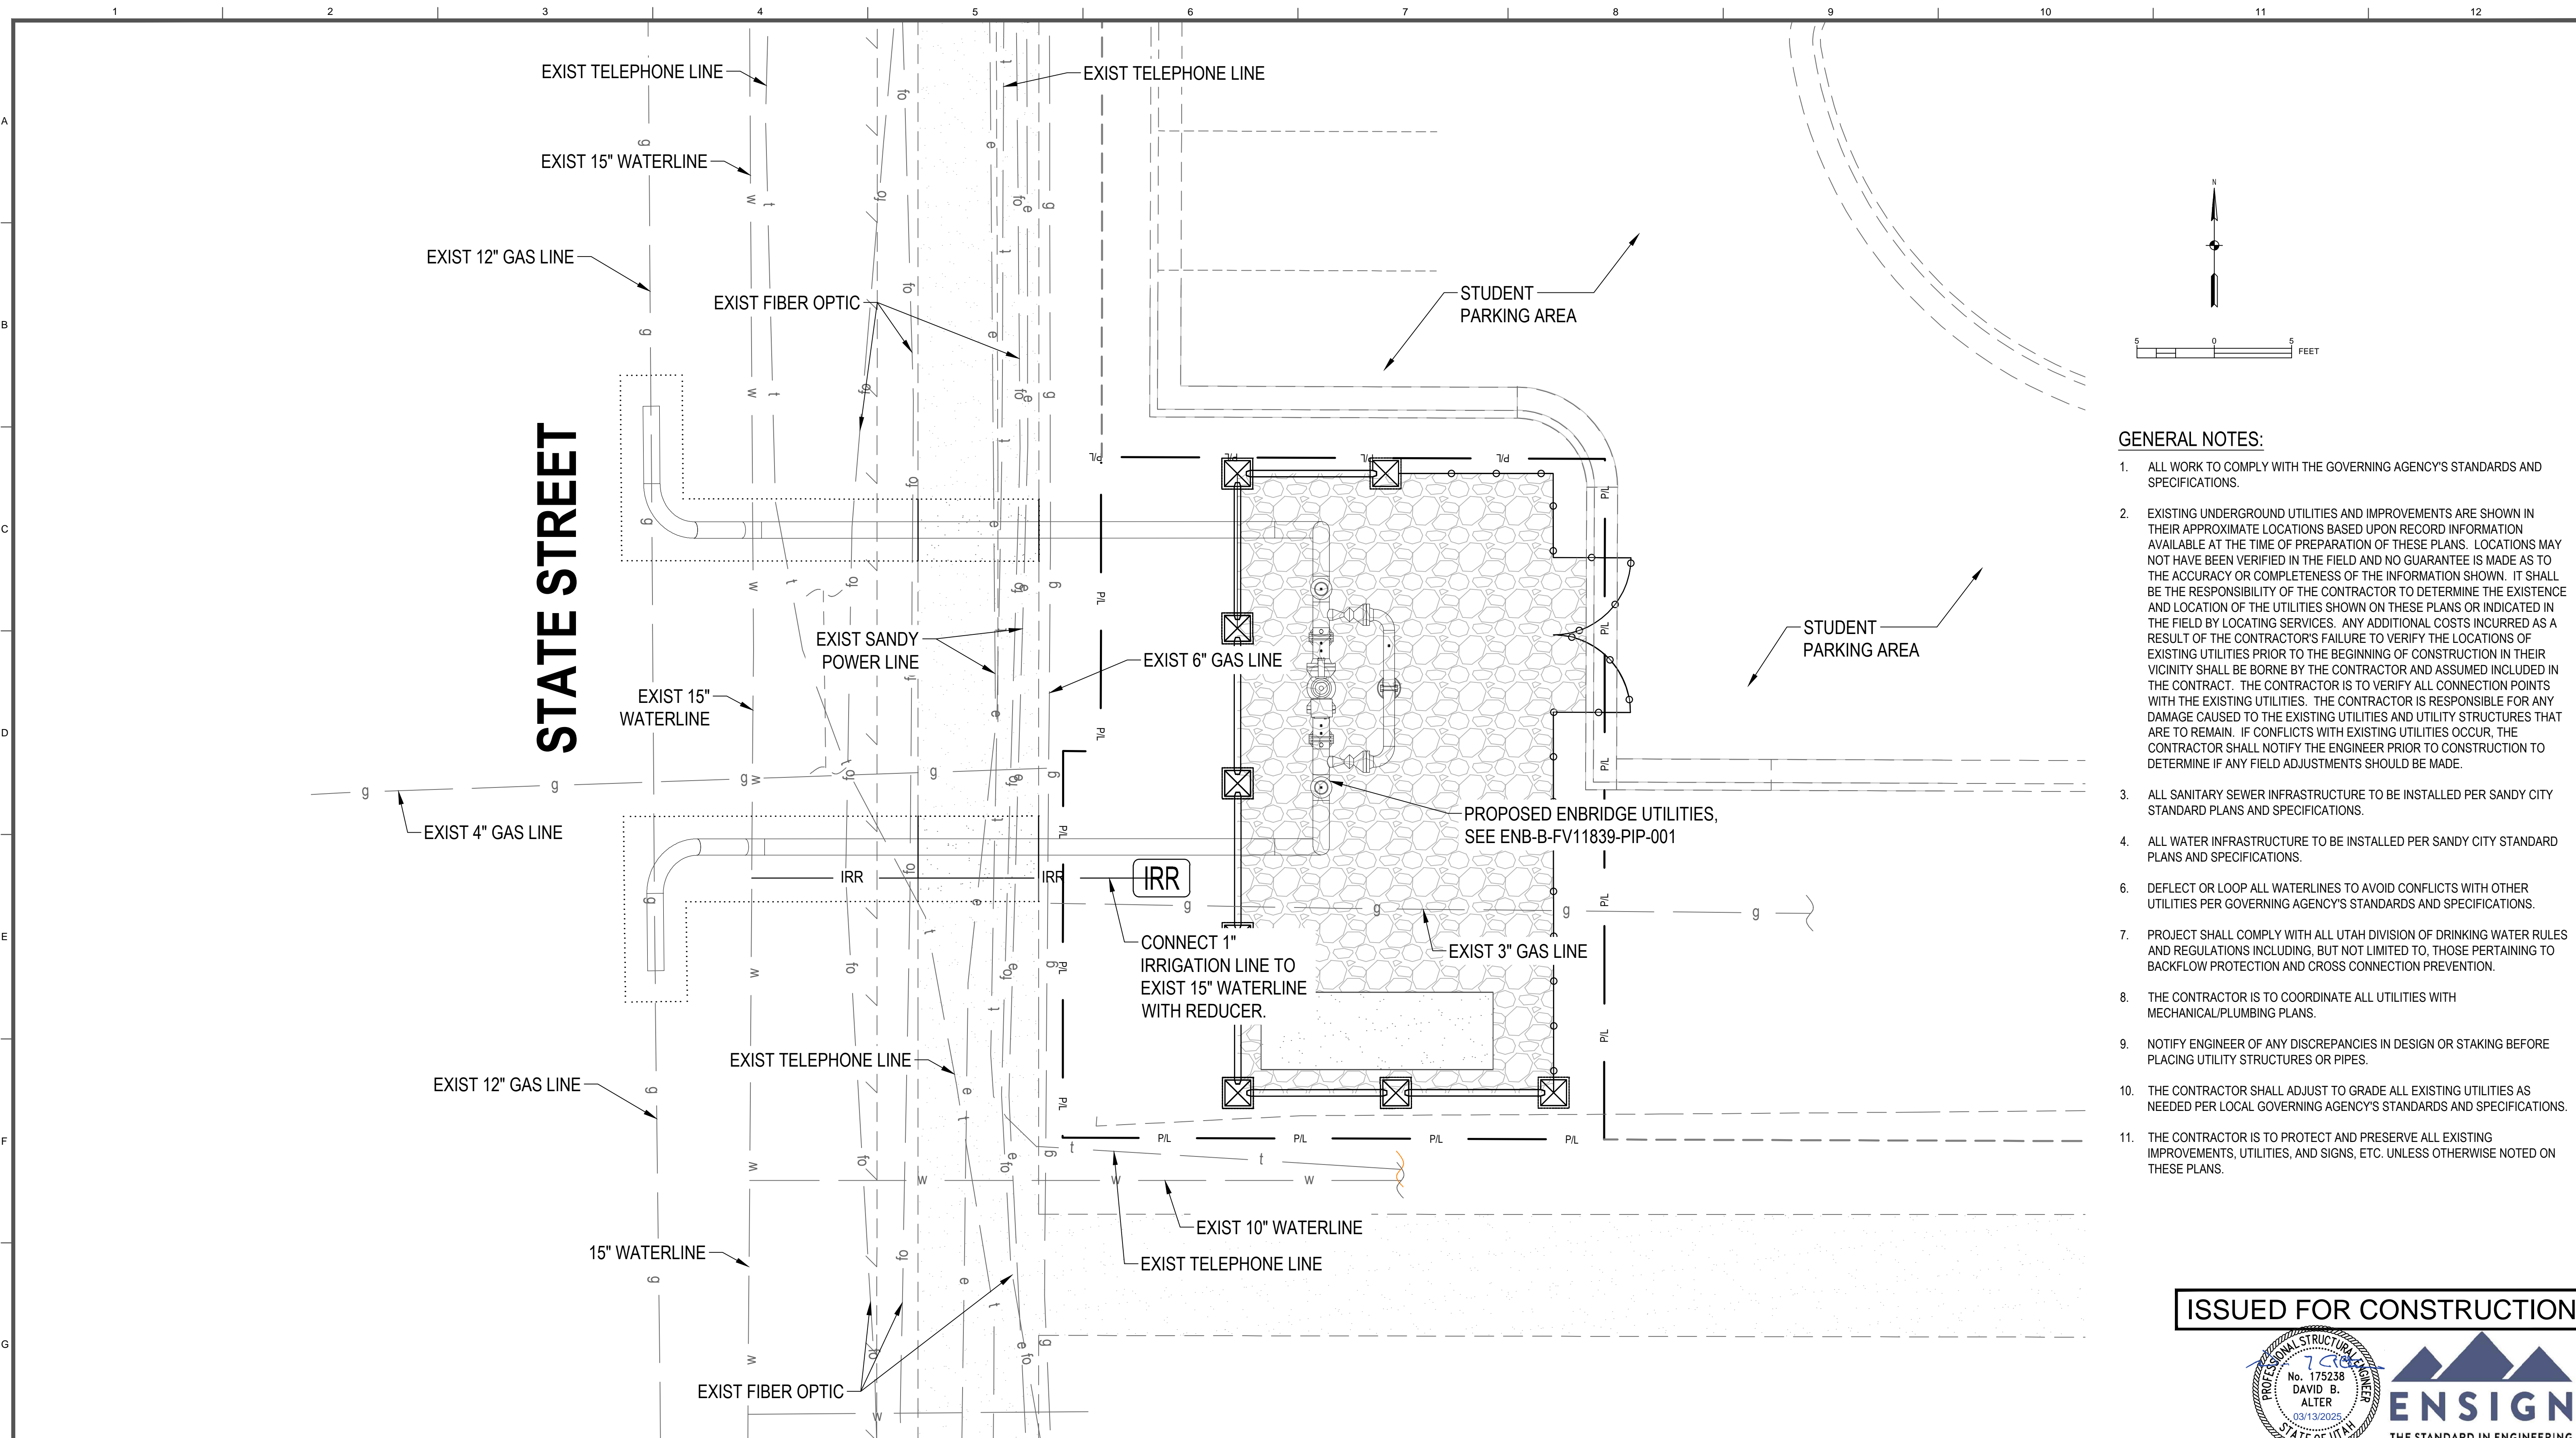 1 2 3 4 5 6 7 8 9 10 11 12
A
B
C
D
E
F
G
EXIST TELEPHONE LINE
EXIST TELEPHONE LINE
EXIST 15" WATERLINE
EXIST 12" GAS LINE
EXIST FIBER OPTIC
STUDENT
PARKING AREA
STATE STREET
EXIST SANDY
POWER LINE
EXIST 6" GAS LINE
STUDENT
PARKING AREA
EXIST 15"
WATERLINE
EXIST 4" GAS LINE
PROPOSED ENBRIDGE UTILITIES,
SEE ENB-B-FV11839-PIP-001
IRR IRR IRR
CONNECT 1"
IRRIGATION LINE TO
EXIST 15" WATERLINE
WITH REDUCER.
EXIST 3" GAS LINE
EXIST TELEPHONE LINE
EXIST 12" GAS LINE
P/L P/L P/L P/L
EXIST 10" WATERLINE
15" WATERLINE
EXIST TELEPHONE LINE
EXIST FIBER OPTIC
N
5 0 5
FEET
GENERAL NOTES:
1. ALL WORK TO COMPLY WITH THE GOVERNING AGENCY'S STANDARDS AND
SPECIFICATIONS.
2. EXISTING UNDERGROUND UTILITIES AND IMPROVEMENTS ARE SHOWN IN
THEIR APPROXIMATE LOCATIONS BASED UPON RECORD INFORMATION
AVAILABLE AT THE TIME OF PREPARATION OF THESE PLANS. LOCATIONS MAY
NOT HAVE BEEN VERIFIED IN THE FIELD AND NO GUARANTEE IS MADE AS TO
THE ACCURACY OR COMPLETENESS OF THE INFORMATION SHOWN. IT SHALL
BE THE RESPONSIBILITY OF THE CONTRACTOR TO DETERMINE THE EXISTENCE
AND LOCATION OF THE UTILITIES SHOWN ON THESE PLANS OR INDICATED IN
THE FIELD BY LOCATING SERVICES. ANY ADDITIONAL COSTS INCURRED AS A
RESULT OF THE CONTRACTOR'S FAILURE TO VERIFY THE LOCATIONS OF
EXISTING UTILITIES PRIOR TO THE BEGINNING OF CONSTRUCTION IN THEIR
VICINITY SHALL BE BORNE BY THE CONTRACTOR AND ASSUMED INCLUDED IN
THE CONTRACT. THE CONTRACTOR IS TO VERIFY ALL CONNECTION POINTS
WITH THE EXISTING UTILITIES. THE CONTRACTOR IS RESPONSIBLE FOR ANY
DAMAGE CAUSED TO THE EXISTING UTILITIES AND UTILITY STRUCTURES THAT
ARE TO REMAIN. IF CONFLICTS WITH EXISTING UTILITIES OCCUR, THE
CONTRACTOR SHALL NOTIFY THE ENGINEER PRIOR TO CONSTRUCTION TO
DETERMINE IF ANY FIELD ADJUSTMENTS SHOULD BE MADE.
3. ALL SANITARY SEWER INFRASTRUCTURE TO BE INSTALLED PER SANDY CITY
STANDARD PLANS AND SPECIFICATIONS.
4. ALL WATER INFRASTRUCTURE TO BE INSTALLED PER SANDY CITY STANDARD
PLANS AND SPECIFICATIONS.
6. DEFLECT OR LOOP ALL WATERLINES TO AVOID CONFLICTS WITH OTHER
UTILITIES PER GOVERNING AGENCY'S STANDARDS AND SPECIFICATIONS.
7. PROJECT SHALL COMPLY WITH ALL UTAH DIVISION OF DRINKING WATER RULES
AND REGULATIONS INCLUDING, BUT NOT LIMITED TO, THOSE PERTAINING TO
BACKFLOW PROTECTION AND CROSS CONNECTION PREVENTION.
8. THE CONTRACTOR IS TO COORDINATE ALL UTILITIES WITH
MECHANICAL/PLUMBING PLANS.
9. NOTIFY ENGINEER OF ANY DISCREPANCIES IN DESIGN OR STAKING BEFORE
PLACING UTILITY STRUCTURES OR PIPES.
10. THE CONTRACTOR SHALL ADJUST TO GRADE ALL EXISTING UTILITIES AS
NEEDED PER LOCAL GOVERNING AGENCY'S STANDARDS AND SPECIFICATIONS.
11. THE CONTRACTOR IS TO PROTECT AND PRESERVE ALL EXISTING
IMPROVEMENTS, UTILITIES, AND SIGNS, ETC. UNLESS OTHERWISE NOTED ON
THESE PLANS.
ISSUED FOR CONSTRUCTION
PROFESSIONAL STRUCTURAL ENGINEER
No. 175238
DAVID B.
ALTER
03/13/2025
STATE OF UTAH
ENSIGN
THE STANDARD IN ENGINEERING